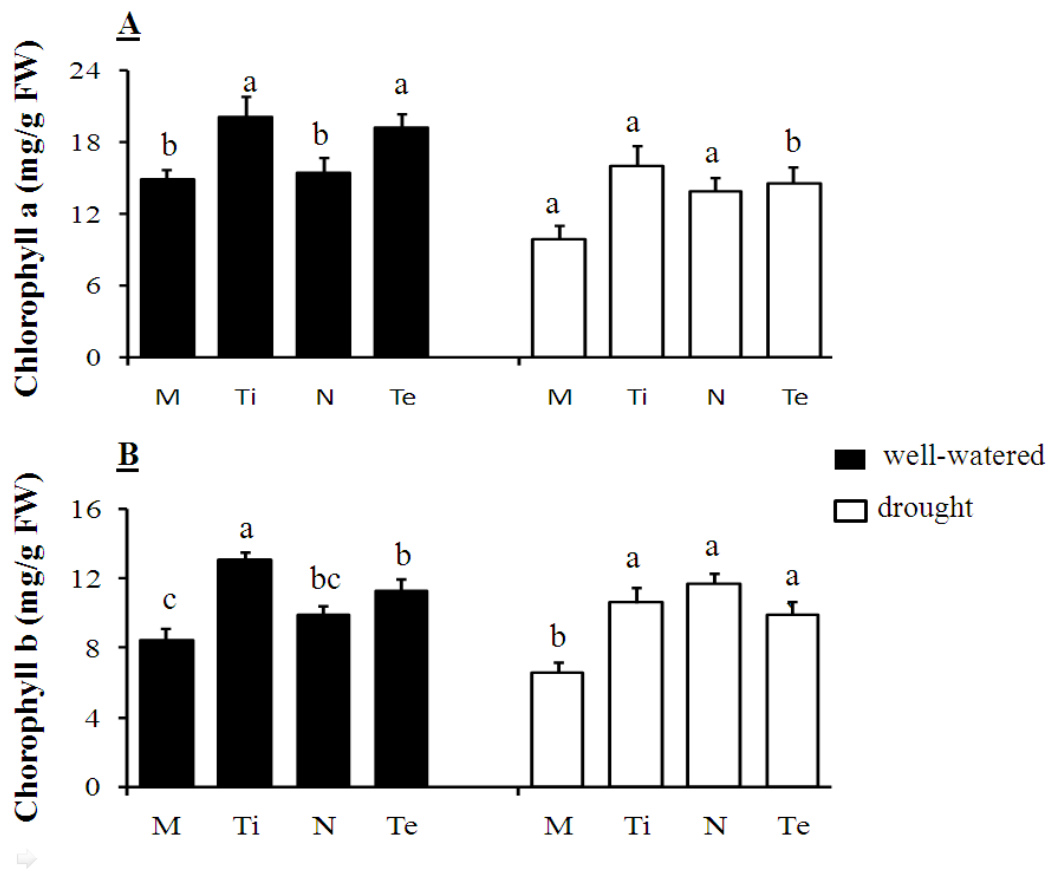 A
Chlorophyll a (mg/g FW)
24
18
12
6
0
b
a
b
a
a
a
a
b
M Ti N Te M Ti N Te
B
Chorophyll b (mg/g FW)
16
12
8
4
0
c
a
bc
b
b
a
a
a
M Ti N Te M Ti N Te
well-watered
drought